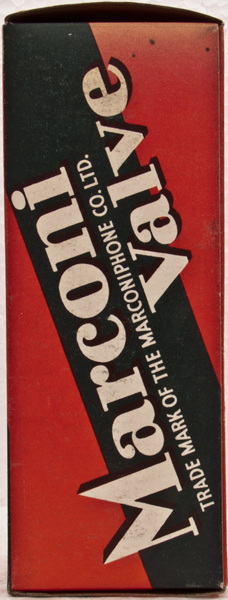 Marconi
Valve
TRADE MARK OF THE MARCONIPHONE CO. LTD.